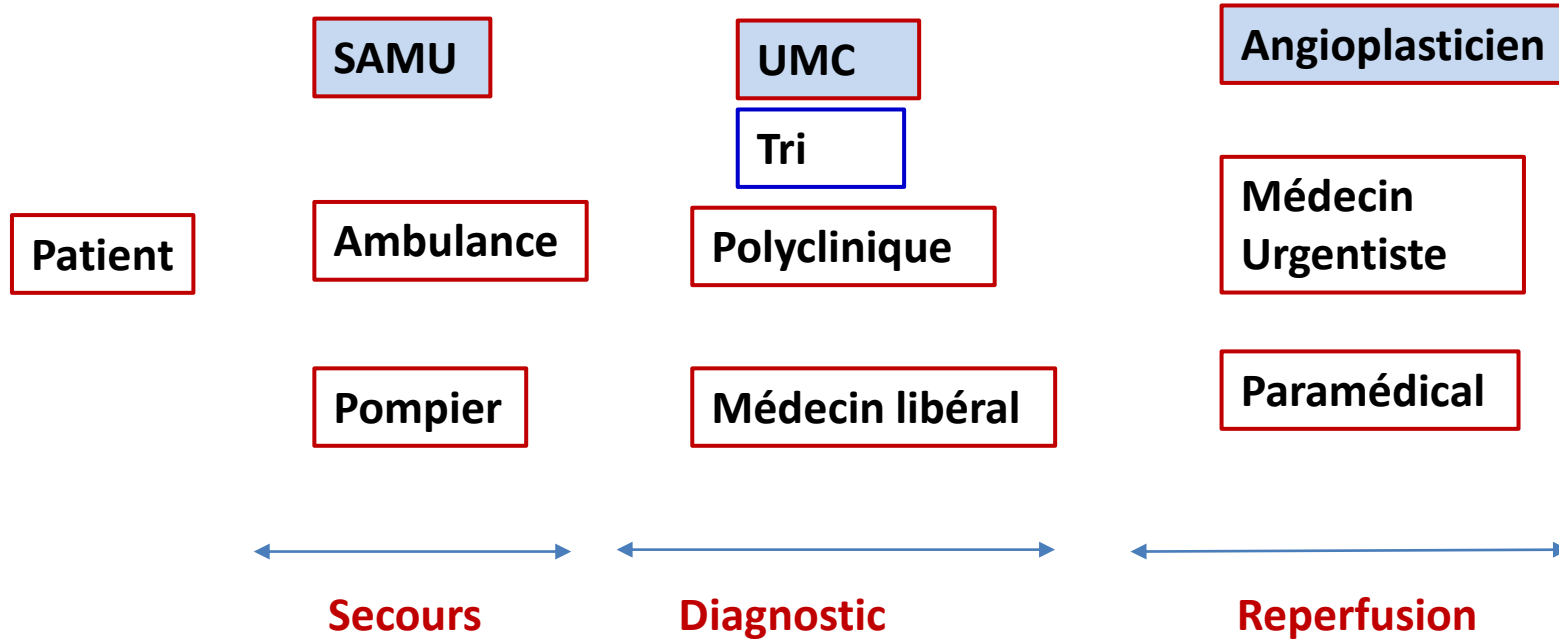 Patient
SAMU
Ambulance
Pompier
UMC
Tri
Polyclinique
Médecin libéral
Angioplasticien
Médecin
Urgentiste
Paramédical
Secours
Diagnostic
Reperfusion